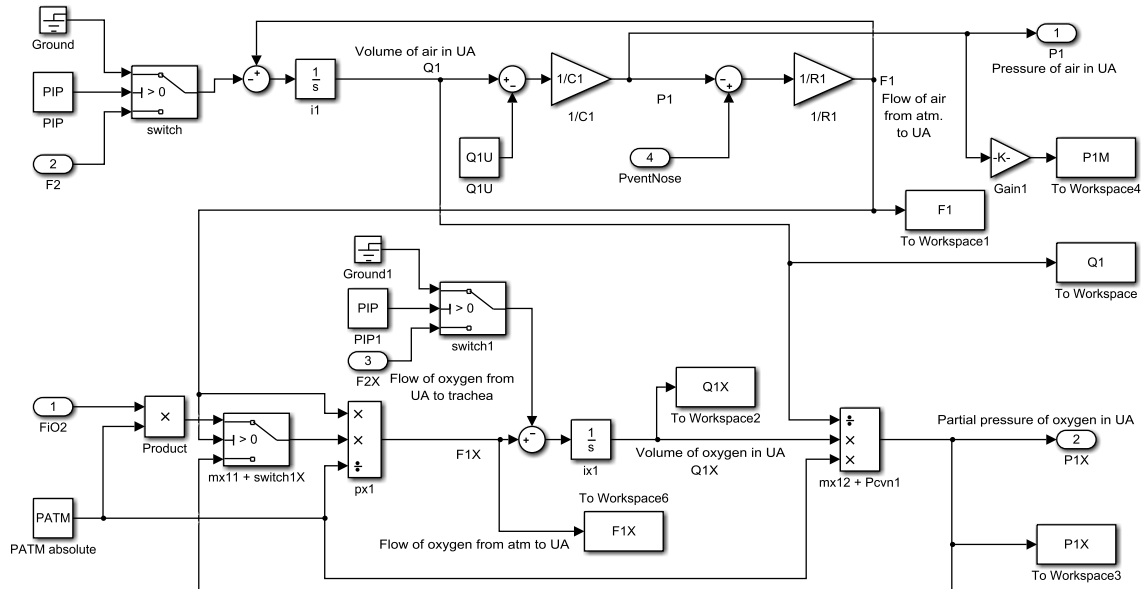 Ground
PIP
PIP
> 0
switch
2
F2
1
s
i1
Volume of air in UA
Q1
Q1U
Q1U
1/C1
1/C1
P1
4
PventNose
1/R1
1/R1
F1
Flow of air
from atm.
to UA
1
P1
Pressure of air in UA
-K-
Gain1
P1M
To Workspace4
F1
To Workspace1
Q1
To Workspace
Ground1
PIP
PIP1
> 0
switch1
3
F2X
Flow of oxygen from
UA to trachea
1
FiO2
×
Product
> 0
mx11 + switch1X
PATM
PATM absolute
×
×
÷
px1
F1X
1
s
ix1
Q1X
To Workspace2
Volume of oxygen in UA
Q1X
To Workspace6
F1X
Flow of oxygen from atm to UA
÷
×
×
mx12 + Pcvn1
Partial pressure of oxygen in UA
2
P1X
P1X
To Workspace3